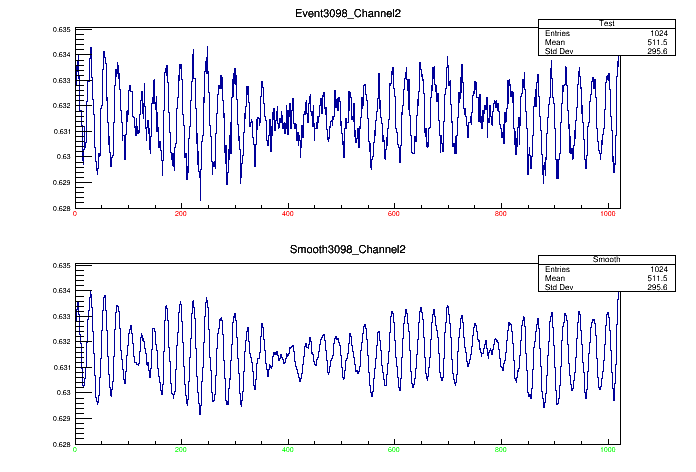 Event3098_Channel2
Test
Entries 1024
Mean 511.5
Std Dev 295.6
0.635
0.634
0.633
0.632
0.631
0.63
0.629
0.628
0 200 400 600 800 1000
Smooth3098_Channel2
Smooth
Entries 1024
Mean 511.5
Std Dev 295.6
0.635
0.634
0.633
0.632
0.631
0.63
0.629
0.628
0 200 400 600 800 1000